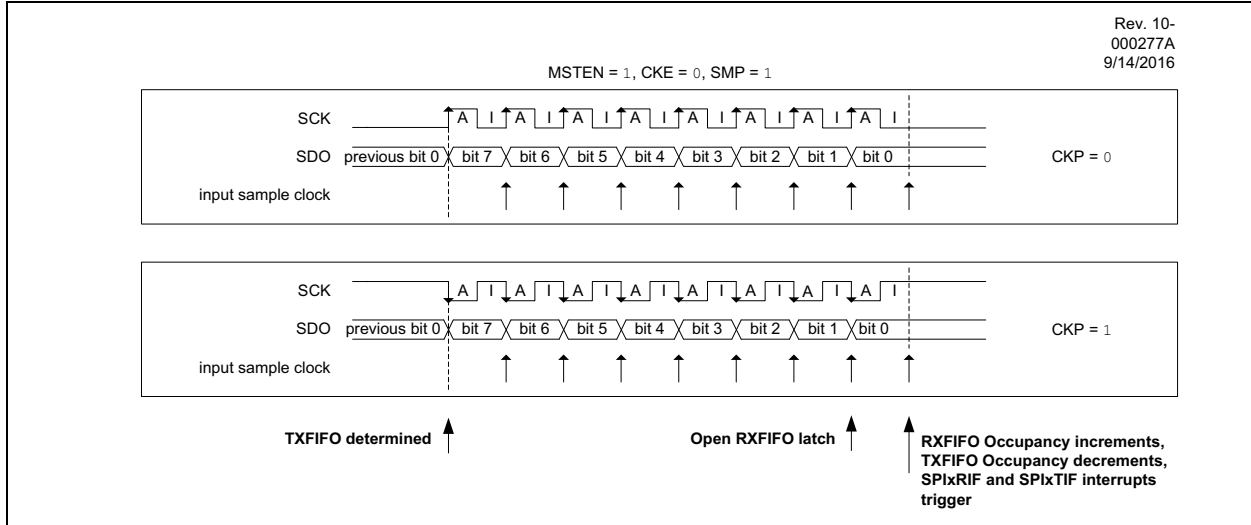 Rev. 10-
000277A
9/14/2016
MSTEN = 1, CKE = 0, SMP = 1
SCK A I A I A I A I A I A I A I A I
SDO previous bit 0 bit 7 bit 6 bit 5 bit 4 bit 3 bit 2 bit 1 bit 0 CKP = 0
input sample clock
SCK A I A I A I A I A I A I A I A I
SDO previous bit 0 bit 7 bit 6 bit 5 bit 4 bit 3 bit 2 bit 1 bit 0 CKP = 1
input sample clock
TXFIFO determined Open RXFIFO latch RXFIFO Occupancy increments,
TXFIFO Occupancy decrements,
SPIxRIF and SPIxTIF interrupts
trigger